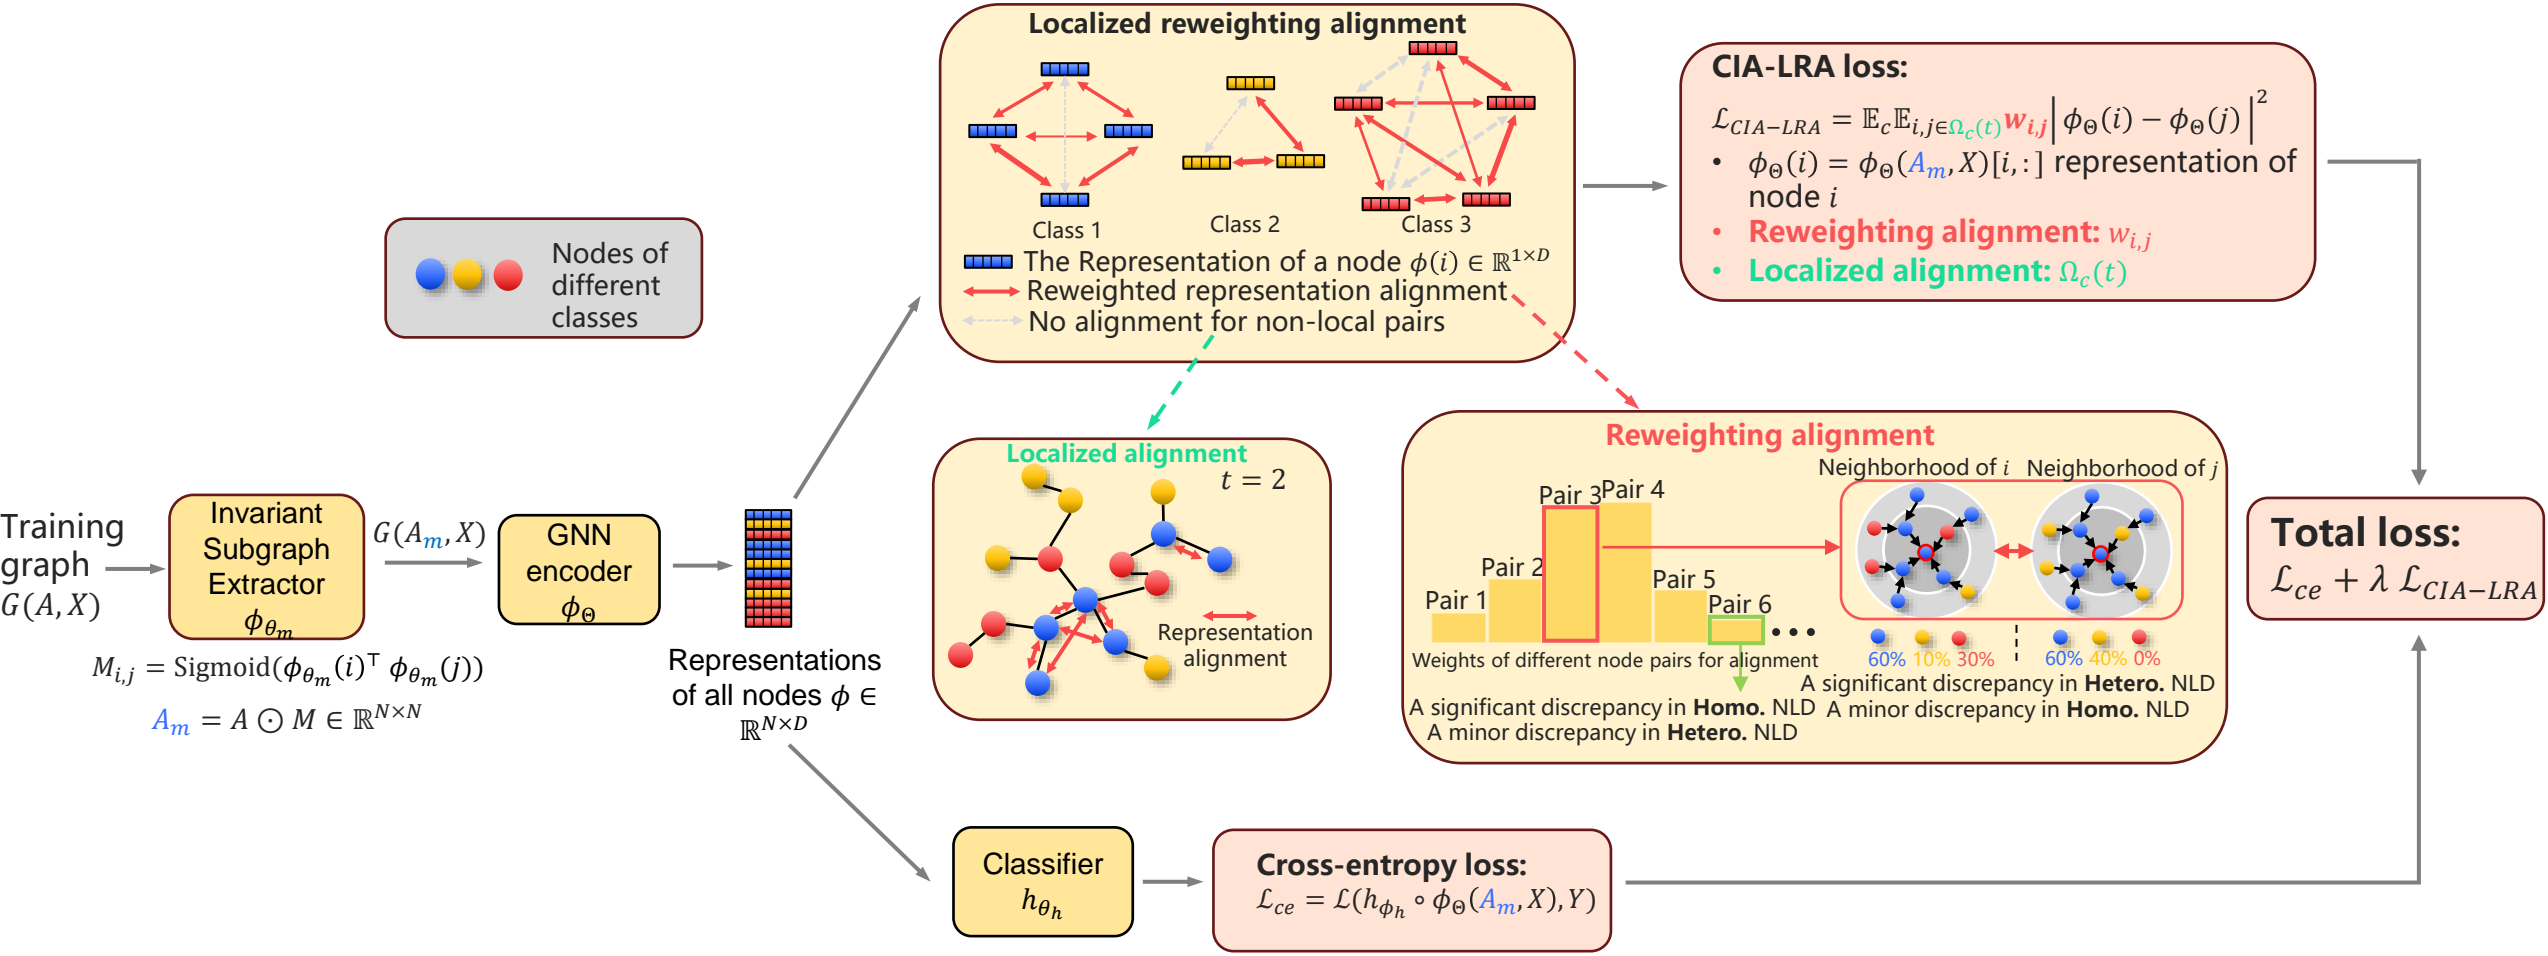 Localized reweighting alignment
Class 1
Class 2
Class 3
The Representation of a node ϕ(i) ∈ ℝ^{1×D}
Reweighted representation alignment
No alignment for non-local pairs
CIA-LRA loss:
ℒ_{CIA−LRA} = 𝔼_c𝔼_{i,j∈Ω_c(t)} w_{i,j} | ϕ_Θ(i) − ϕ_Θ(j) |^2
• ϕ_Θ(i) = ϕ_Θ(A_m, X)[i, : ] representation of
node i
• Reweighting alignment: w_{i,j}
• Localized alignment: Ω_c(t)
Nodes of
different
classes
Training
graph
G(A, X)
Invariant
Subgraph
Extractor
ϕ_{θ_m}
G(A_m, X)
GNN
encoder
ϕ_Θ
M_{i,j} = Sigmoid(ϕ_{θ_m}(i)^⊤ ϕ_{θ_m}(j))
A_m = A ⊙ M ∈ ℝ^{N×N}
Representations
of all nodes ϕ ∈
ℝ^{N×D}
Localized alignment
t = 2
Representation
alignment
Reweighting alignment
Neighborhood of i
Neighborhood of j
Pair 1
Pair 2
Pair 3
Pair 4
Pair 5
Pair 6
•••
Weights of different node pairs for alignment
60% 10% 30%
60% 40% 0%
A significant discrepancy in Hetero. NLD
A minor discrepancy in Homo. NLD
A significant discrepancy in Homo. NLD
A minor discrepancy in Hetero. NLD
Total loss:
ℒ_{ce} + λ ℒ_{CIA−LRA}
Classifier
h_{θ_h}
Cross-entropy loss:
ℒ_{ce} = ℒ(h_{ϕ_h} ∘ ϕ_Θ(A_m, X), Y)